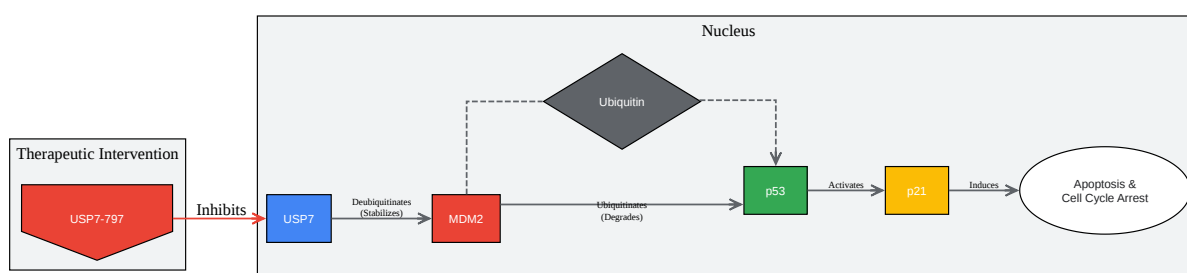 Nucleus
Ubiquitin
Therapeutic Intervention
USP7-797
Inhibits
USP7
Deubiquitinates
(Stabilizes)
MDM2
Ubiquitinates
(Degrades)
p53
Activates
p21
Induces
Apoptosis &
Cell Cycle Arrest